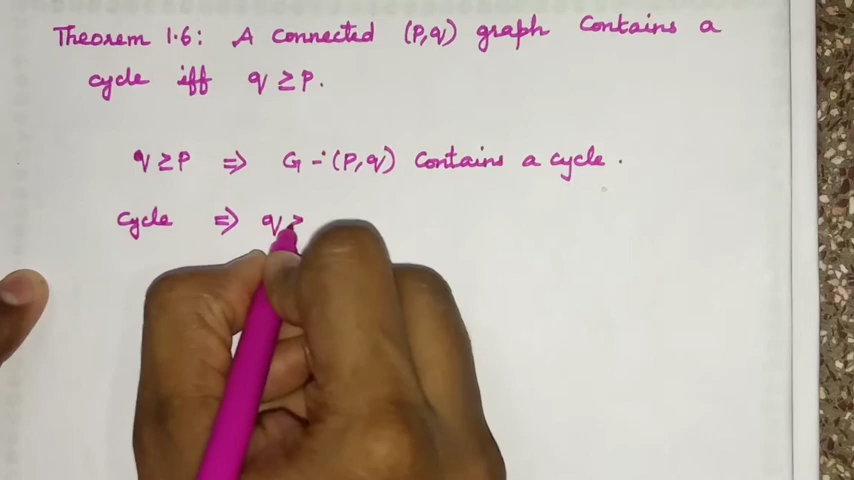 Theorem 1.6: A connected (P,q) graph contains a
cycle iff q ≥ P.
q ≥ P ⇒ G - (P,q) contains a cycle.
cycle ⇒ q >